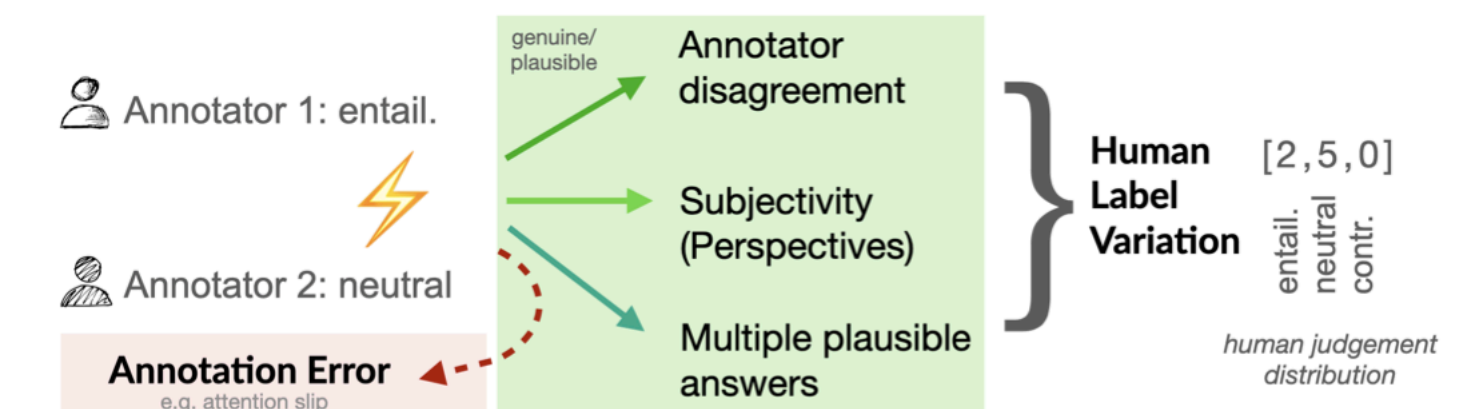 Annotator 1: entail.
Annotator 2: neutral
Annotation Error
e.g. attention slip
genuine/
plausible
Annotator
disagreement
Subjectivity
(Perspectives)
Multiple plausible
answers
Human
Label
Variation
[2,5,0]
entail.
neutral
contr.
human judgement
distribution